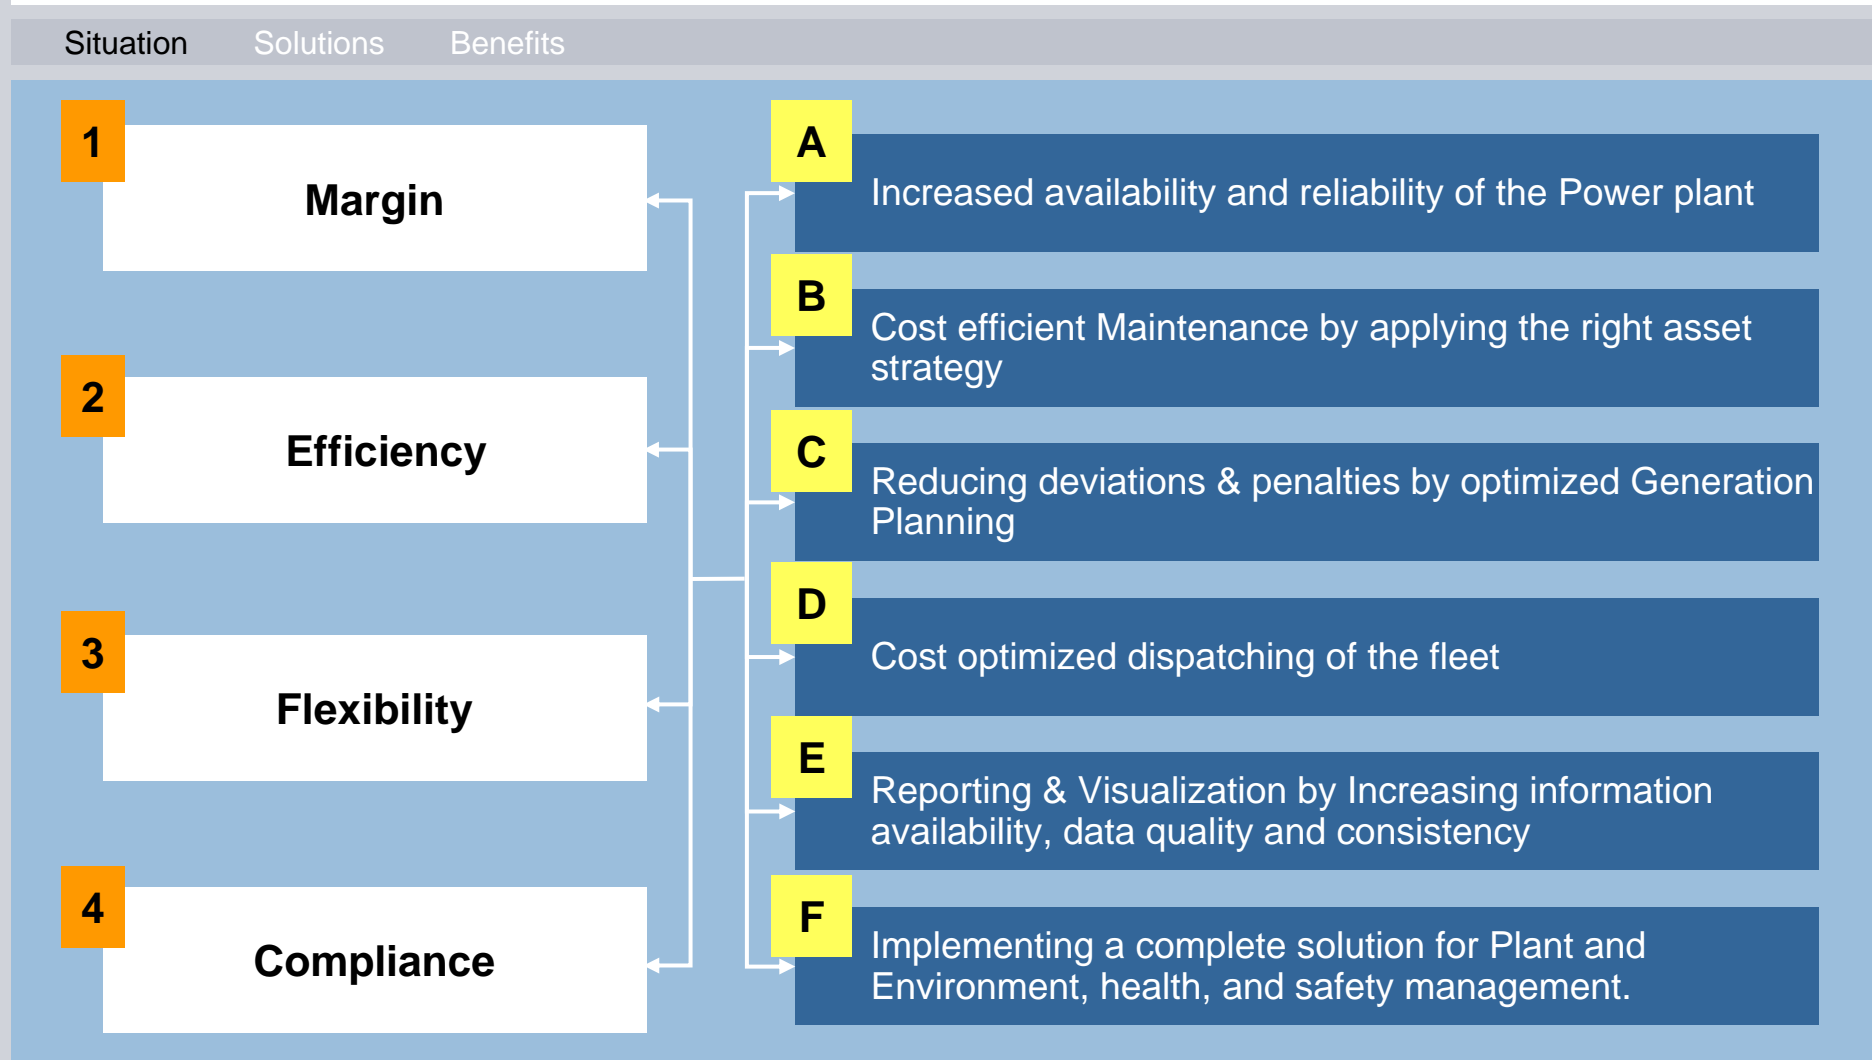 Situation Solutions Benefits
1
Margin
2
Efficiency
3
Flexibility
4
Compliance
A
Increased availability and reliability of the Power plant
B
Cost efficient Maintenance by applying the right asset
strategy
C
Reducing deviations & penalties by optimized Generation
Planning
D
Cost optimized dispatching of the fleet
E
Reporting & Visualization by Increasing information
availability, data quality and consistency
F
Implementing a complete solution for Plant and
Environment, health, and safety management.